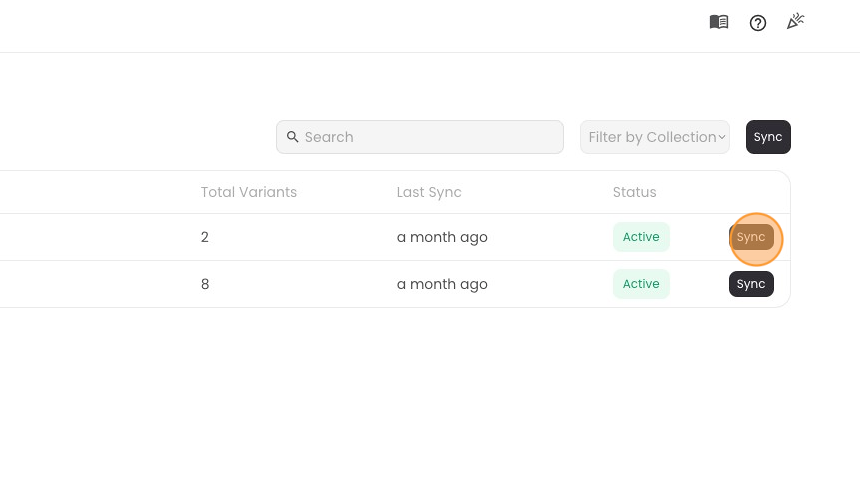 Search
Filter by Collection
Sync
Total Variants Last Sync Status
2 a month ago Active Sync
8 a month ago Active Sync